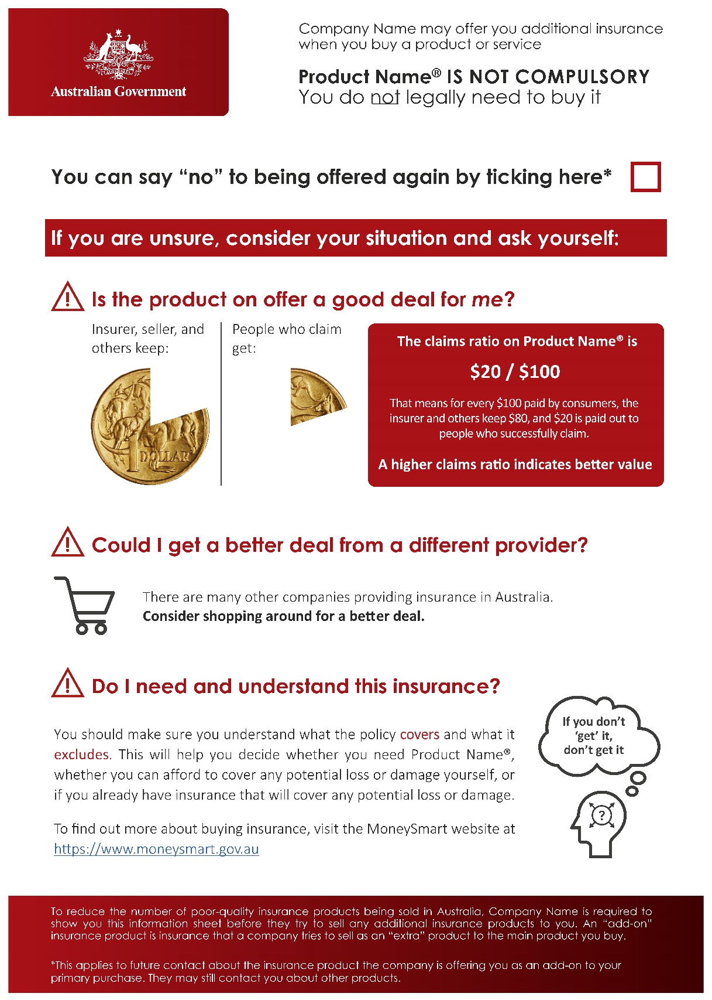 Australian Government
Company Name may offer you additional insurance
when you buy a product or service
Product Name® IS NOT COMPULSORY
You do not legally need to buy it
You can say “no” to being offered again by ticking here*
If you are unsure, consider your situation and ask yourself:
! Is the product on offer a good deal for me?
Insurer, seller, and
others keep:
People who claim
get:
1 DOLLAR
The claims ratio on Product Name® is
$20 / $100
That means for every $100 paid by consumers, the
insurer and others keep $80, and $20 is paid out to
people who successfully claim.
A higher claims ratio indicates better value
! Could I get a better deal from a different provider?
There are many other companies providing insurance in Australia.
Consider shopping around for a better deal.
! Do I need and understand this insurance?
You should make sure you understand what the policy covers and what it
excludes. This will help you decide whether you need Product Name®,
whether you can afford to cover any potential loss or damage yourself, or
if you already have insurance that will cover any potential loss or damage.
To find out more about buying insurance, visit the MoneySmart website at
https://www.moneysmart.gov.au
If you don’t
‘get’ it,
don’t get it
?
To reduce the number of poor-quality insurance products being sold in Australia, Company Name is required to
show you this information sheet before they try to sell any additional insurance products to you. An “add-on”
insurance product is insurance that a company tries to sell as an “extra” product to the main product you buy.
*This applies to future contact about the insurance product the company is offering you as an add-on to your
primary purchase. They may still contact you about other products.